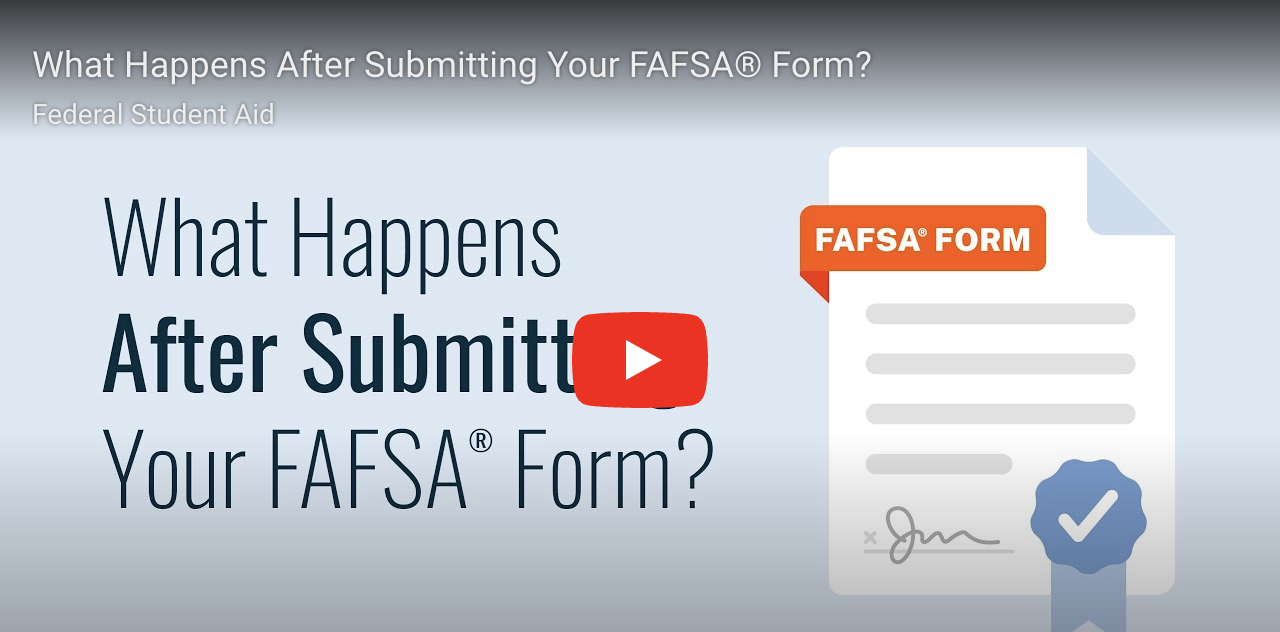 What Happens After Submitting Your FAFSA® Form?
Federal Student Aid
What Happens
After Submitt
Your FAFSA® Form?
FAFSA® FORM